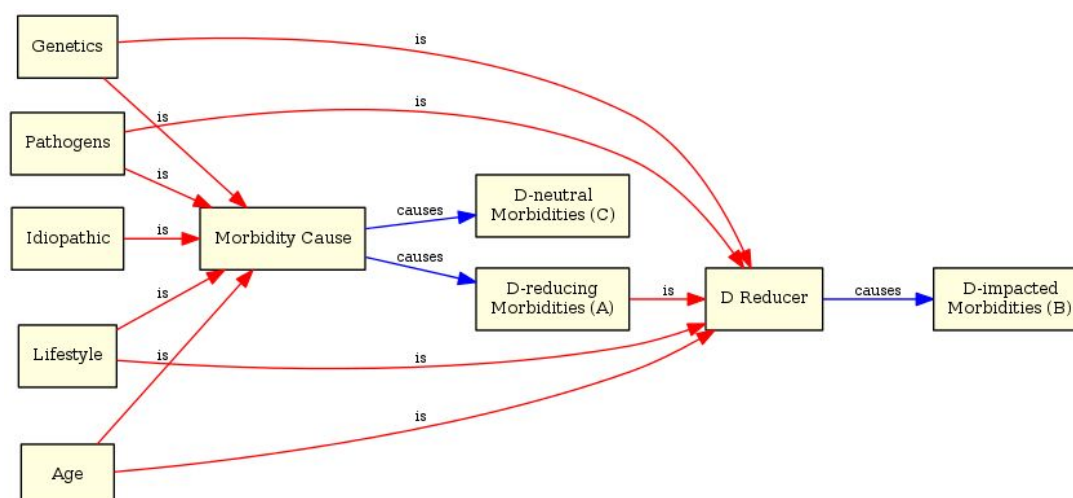 Genetics
is
is
Pathogens
is
is
D-neutral
Morbidities (C)
causes
Idiopathic
is
Morbidity Cause
causes
D-reducing
Morbidities (A)
is
D Reducer
causes
D-impacted
Morbidities (B)
is
Lifestyle
is
is
is
Age